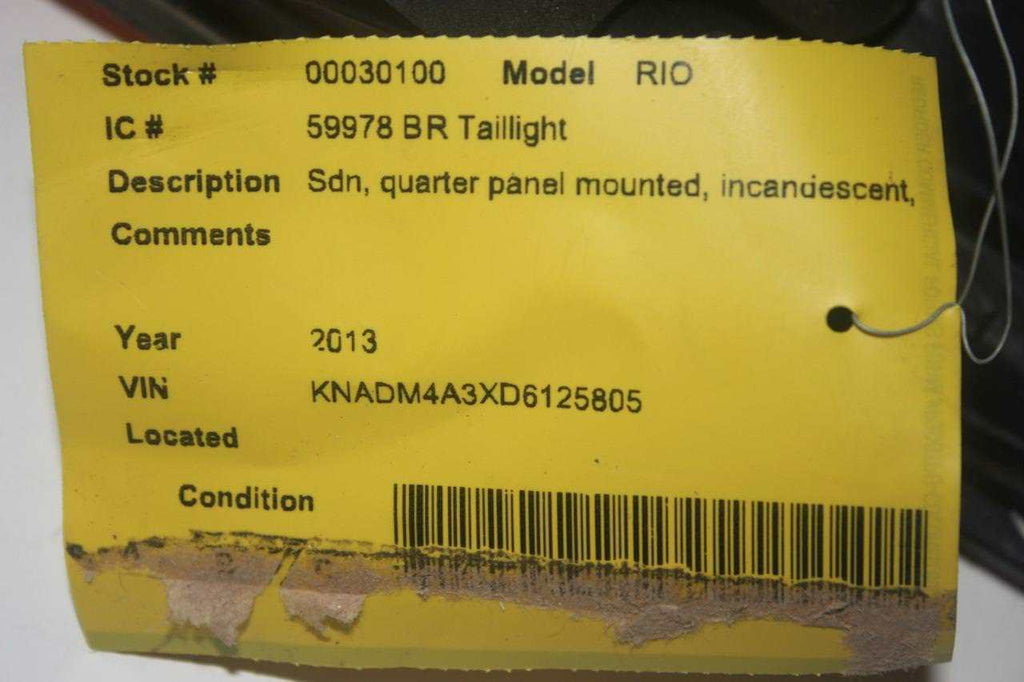 Stock # 00030100 Model RIO
IC # 59978 BR Taillight
Description Sdn, quarter panel mounted, incandescent,
Comments
Year 2013
VIN KNADM4A3XD6125805
Located
Condition